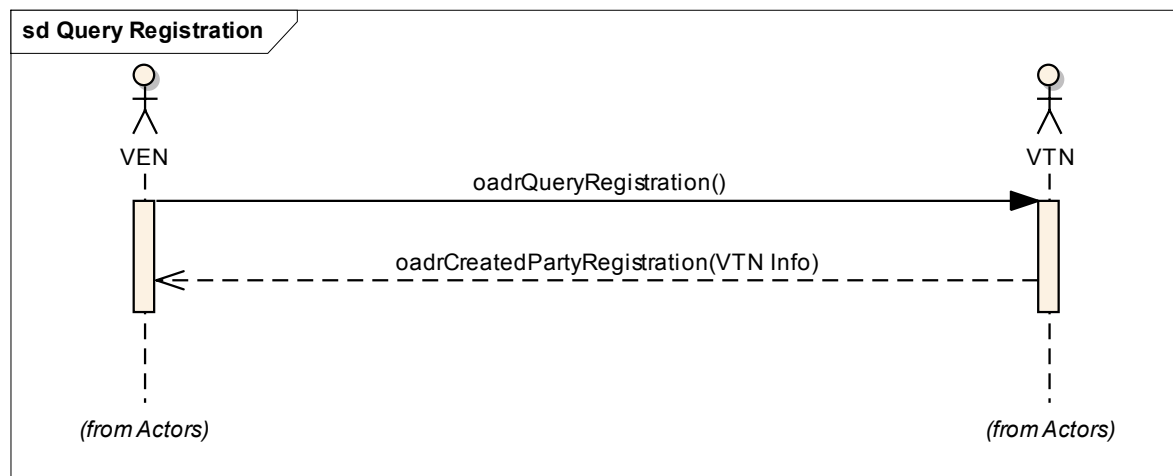 sd Query Registration
VEN
VTN
oadrQueryRegistration()
oadrCreatedPartyRegistration(VTN Info)
(from Actors)
(from Actors)